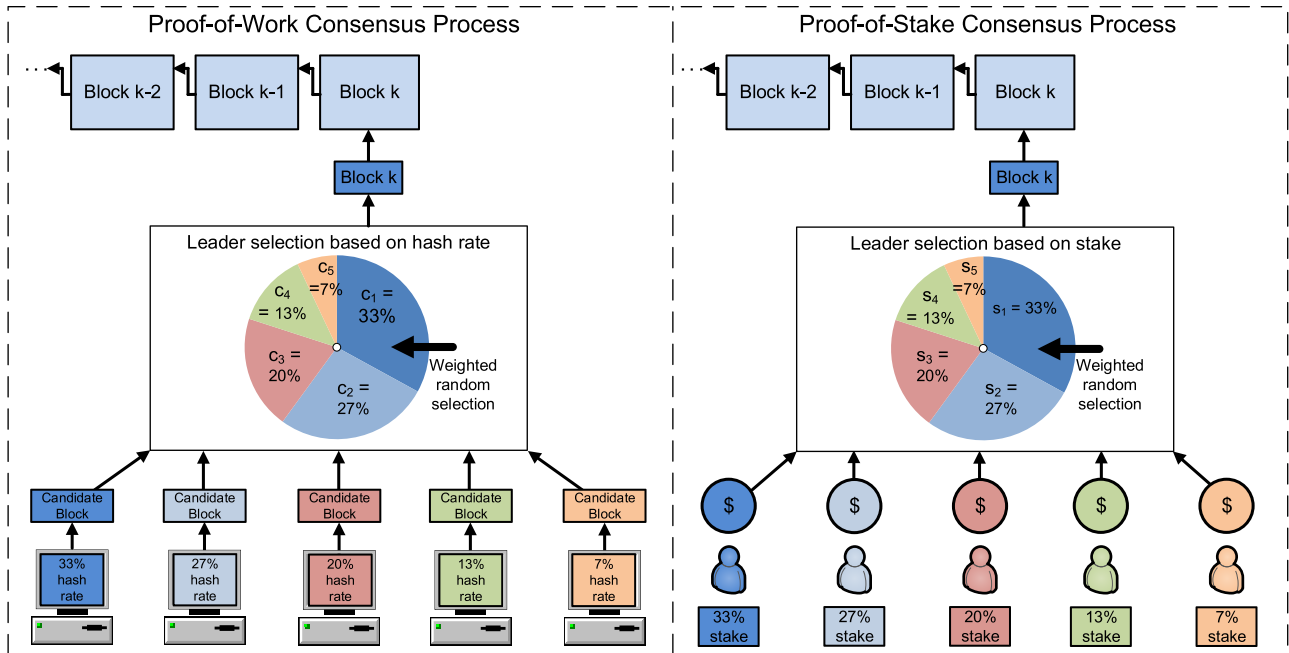 Proof-of-Work Consensus Process
...
Block k-2
Block k-1
Block k
Block k
Leader selection based on hash rate
c5
=7%
c4
= 13%
c1 =
33%
c3 =
20%
c2 =
27%
Weighted
random
selection
Candidate
Block
Candidate
Block
Candidate
Block
Candidate
Block
Candidate
Block
33%
hash
rate
27%
hash
rate
20%
hash
rate
13%
hash
rate
7%
hash
rate
Proof-of-Stake Consensus Process
...
Block k-2
Block k-1
Block k
Block k
Leader selection based on stake
s5
=7%
s4
= 13%
s1 = 33%
s3 =
20%
s2 =
27%
Weighted
random
selection
$
$
$
$
$
33%
stake
27%
stake
20%
stake
13%
stake
7%
stake